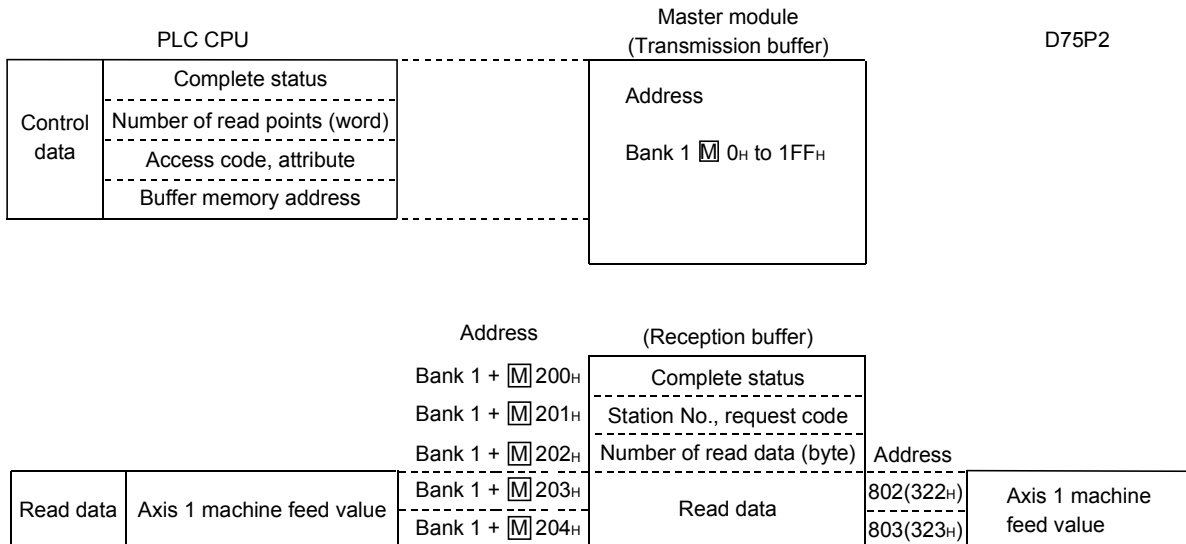 Master module
PLC CPU
(Transmission buffer)
D75P2
Control data
Complete status
Number of read points (word)
Access code, attribute
Buffer memory address
Address
Bank 1 M 0H to 1FFH
Address
(Reception buffer)
Bank 1 + M 200H
Complete status
Bank 1 + M 201H
Station No., request code
Bank 1 + M 202H
Number of read data (byte)
Address
Read data
Axis 1 machine feed value
Bank 1 + M 203H
Bank 1 + M 204H
Read data
802(322H)
803(323H)
Axis 1 machine
feed value